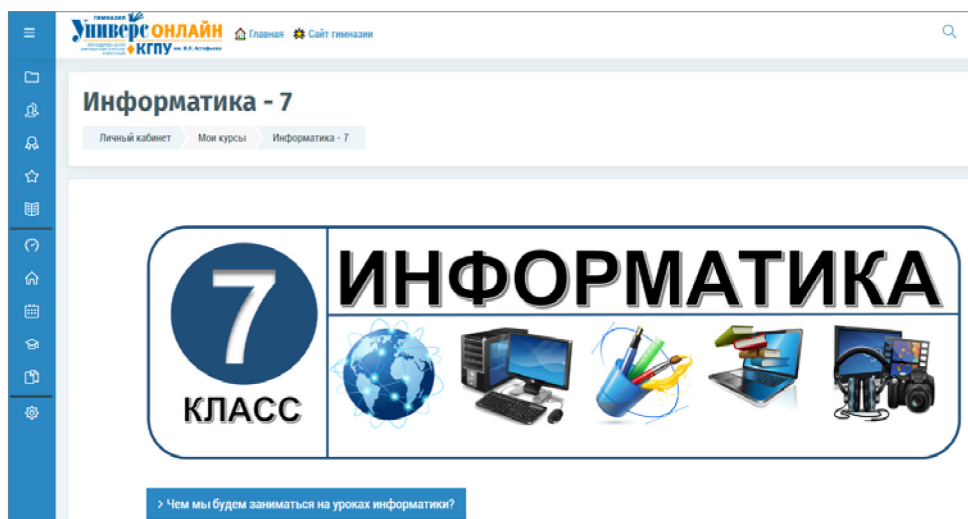 ГИМНАЗИЯ
Универс ОНЛАЙН
КГПУ им. В.П. Астафьева
Главная Сайт гимназии
Информатика - 7
Личный кабинет Мои курсы Информатика - 7
7
КЛАСС
ИНФОРМАТИКА
> Чем мы будем заниматься на уроках информатики?